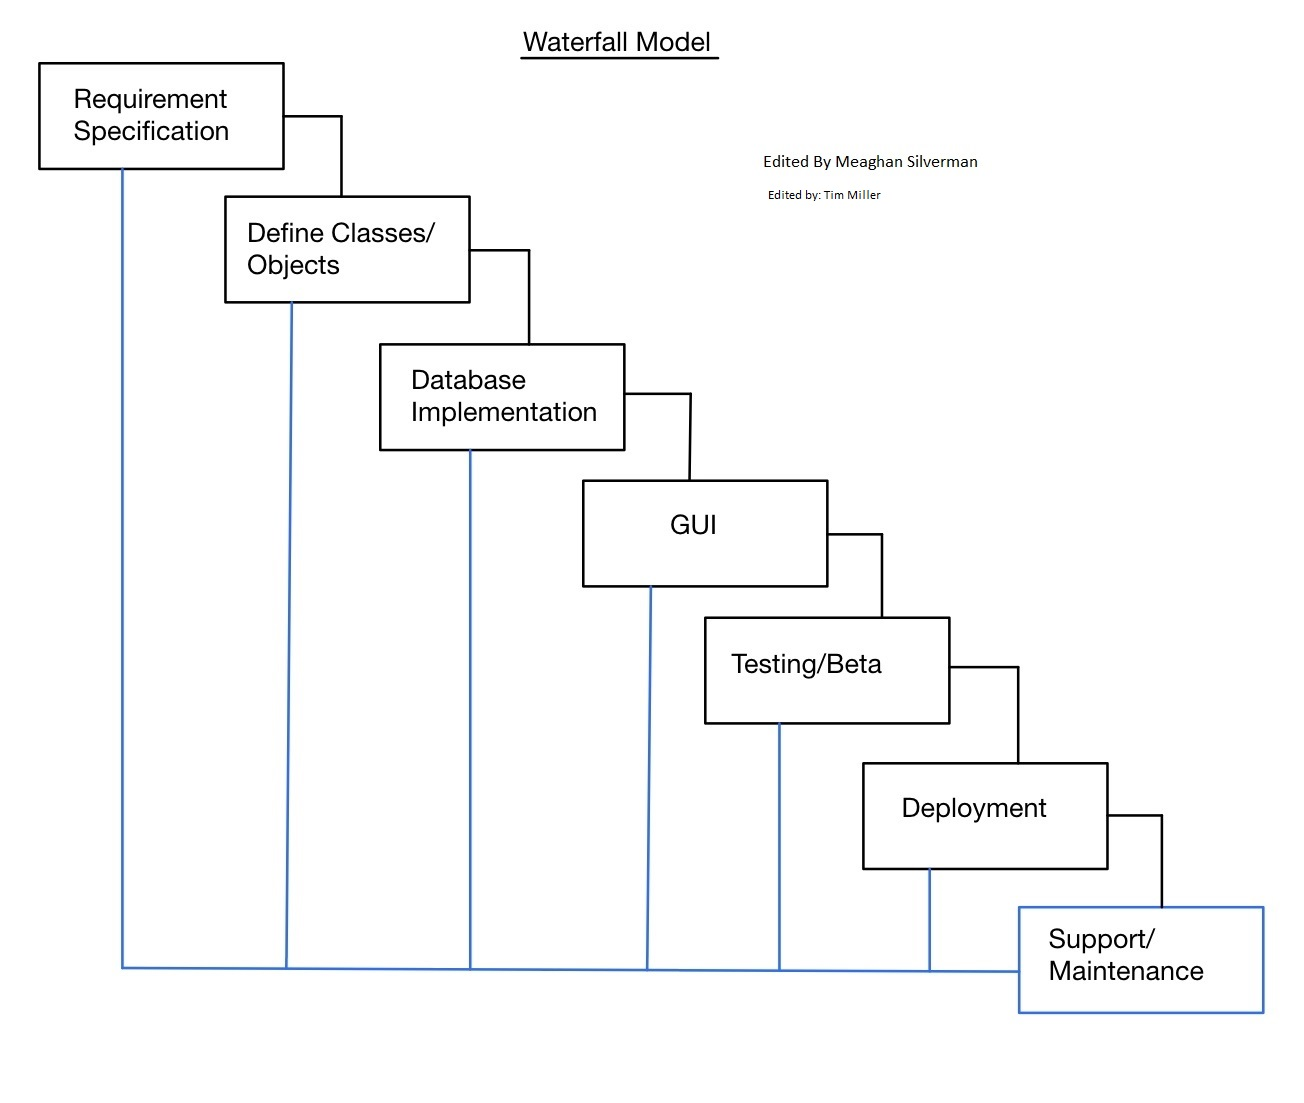 Waterfall Model
Requirement
Specification
Edited By Meaghan Silverman
Edited by: Tim Miller
Define Classes/
Objects
Database
Implementation
GUI
Testing/Beta
Deployment
Support/
Maintenance